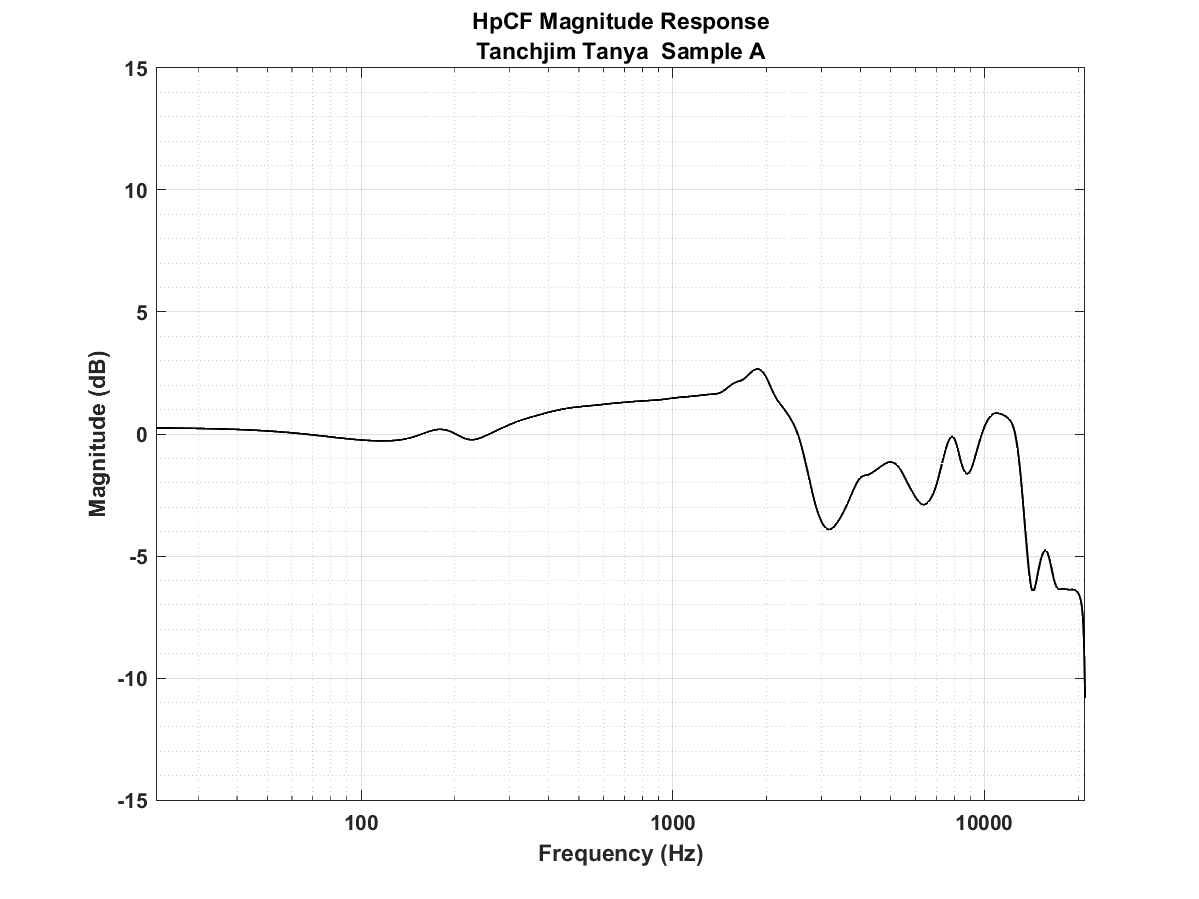 HpCF Magnitude Response
Tanchjim Tanya  Sample A
15
10
5
0
-5
-10
-15
Magnitude (dB)
100
1000
10000
Frequency (Hz)